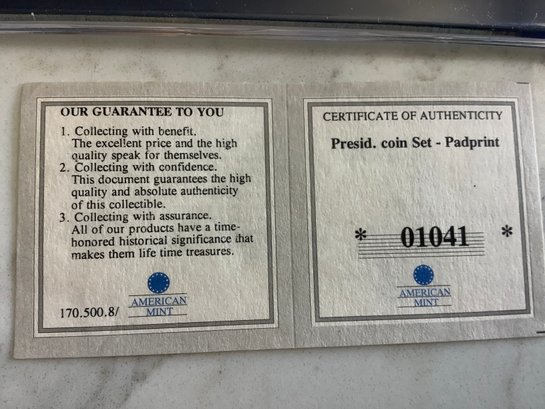 OUR GUARANTEE TO YOU
1. Collecting with benefit.
The excellent price and the high
quality speak for themselves.
2. Collecting with confidence.
This document guarantees the high
quality and absolute authenticity
of this collectible.
3. Collecting with assurance.
All of our products have a time-
honored historical significance that
makes them life time treasures.
170.500.8/
AMERICAN
MINT
CERTIFICATE OF AUTHENTICITY
Presid. coin Set - Padprint
* 01041 *
AMERICAN
MINT